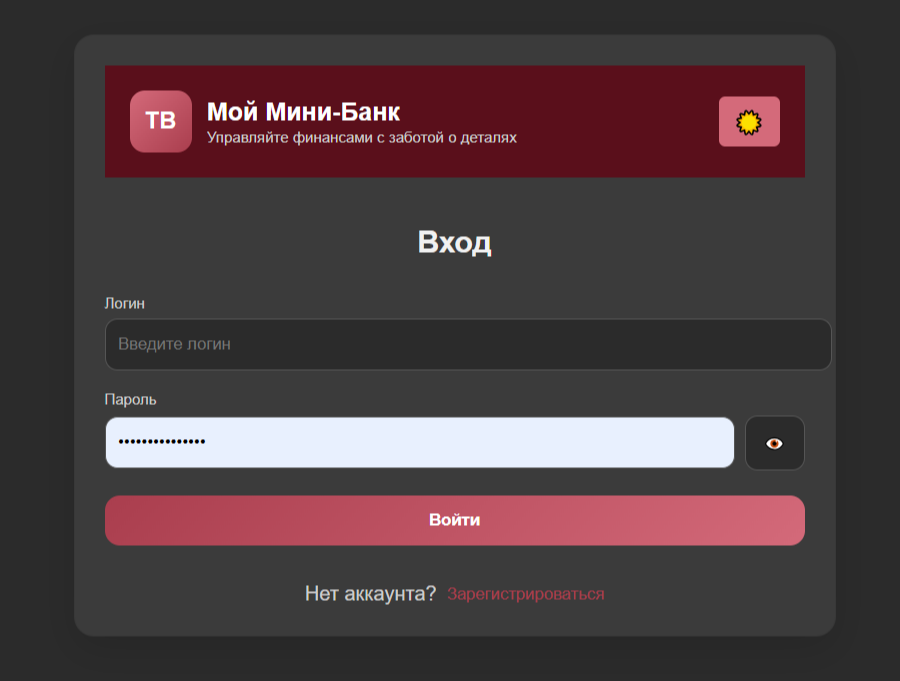 ТВ
Мой Мини-Банк
Управляйте финансами с заботой о деталях
Вход
Логин
Введите логин
Пароль
•••••••••••••••
Войти
Нет аккаунта? Зарегистрироваться